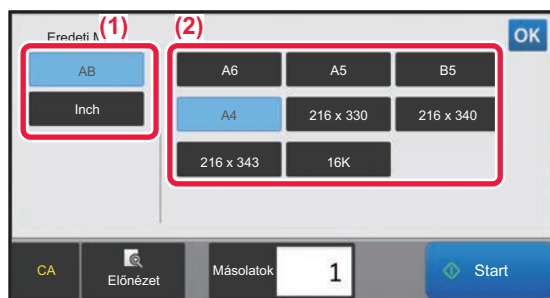 Eredeti
(1)
(2)
OK
AB
Inch
A6
A5
B5
A4
216 x 330
216 x 340
216 x 343
16K
CA
Előnézet
Másolatok
1
Start